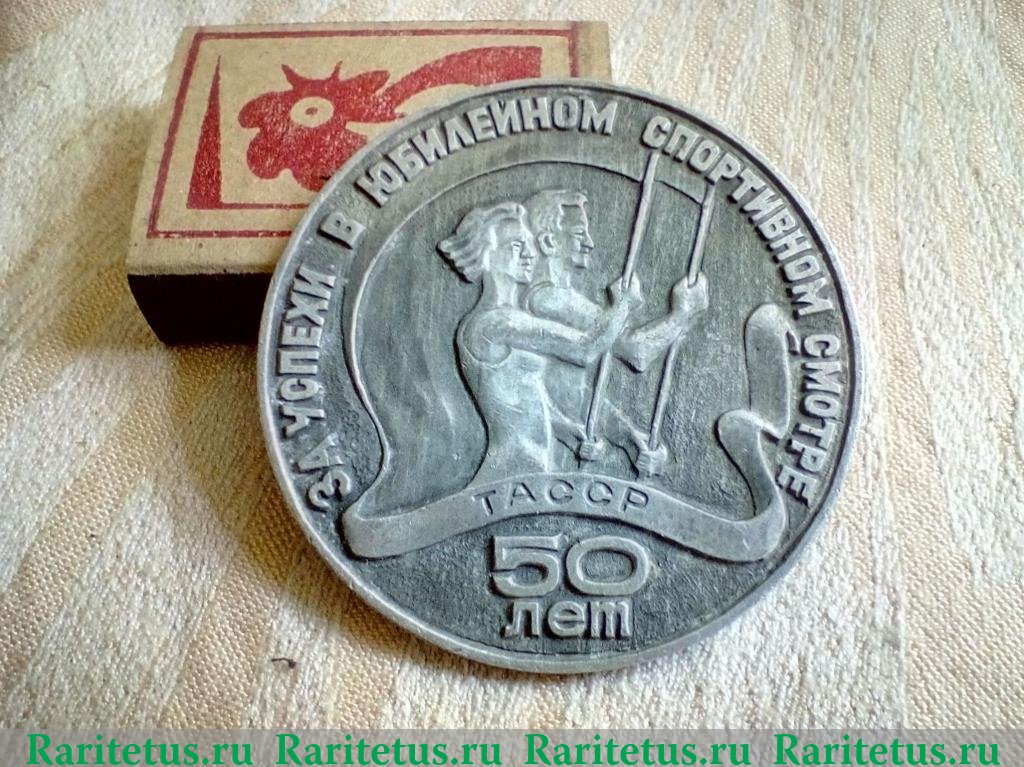 ЗА УСПЕХИ В ЮБИЛЕЙНОМ СПОРТИВНОМ СМОТРЕ
ТАССР
50
лет
Raritetus.ru Raritetus.ru Raritetus.ru Raritetus.ru